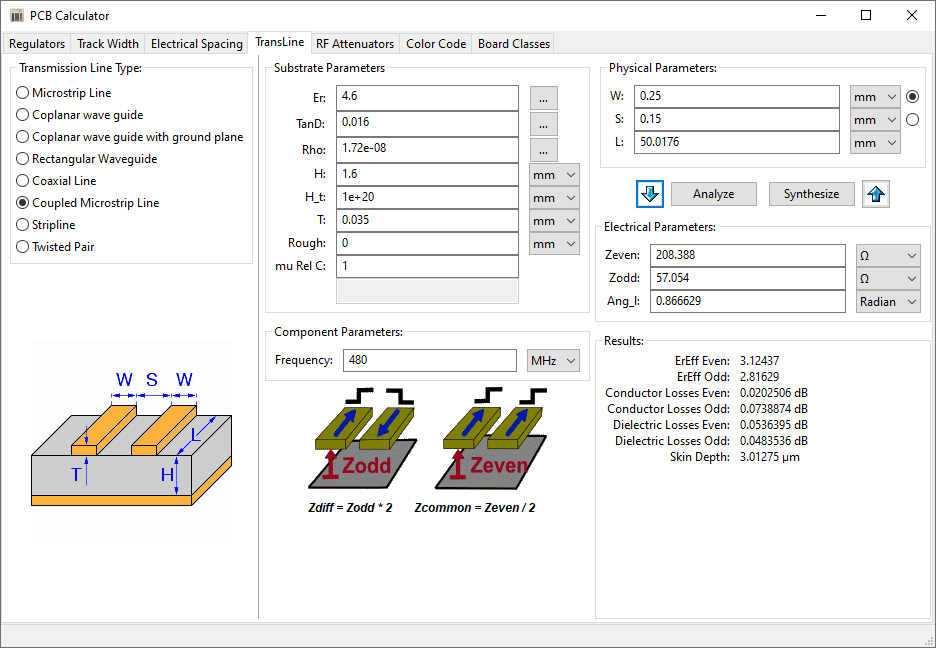 PCB Calculator
Regulators Track Width Electrical Spacing TransLine RF Attenuators Color Code Board Classes
Transmission Line Type:
Microstrip Line
Coplanar wave guide
Coplanar wave guide with ground plane
Rectangular Waveguide
Coaxial Line
Coupled Microstrip Line
Stripline
Twisted Pair
W S W
L
T H
Substrate Parameters
Er: 4.6 ...
TanD: 0.016 ...
Rho: 1.72e-08 ...
H: 1.6 mm
H_t: 1e+20 mm
T: 0.035 mm
Rough: 0 mm
mu Rel C: 1
Component Parameters:
Frequency: 480 MHz
Zodd Zeven
Zdiff = Zodd * 2 Zcommon = Zeven / 2
Physical Parameters:
W: 0.25 mm
S: 0.15 mm
L: 50.0176 mm
Analyze Synthesize
Electrical Parameters:
Zeven: 208.388 Ω
Zodd: 57.054 Ω
Ang_l: 0.866629 Radian
Results:
ErEff Even: 3.12437
ErEff Odd: 2.81629
Conductor Losses Even: 0.0202506 dB
Conductor Losses Odd: 0.0738874 dB
Dielectric Losses Even: 0.0536395 dB
Dielectric Losses Odd: 0.0483536 dB
Skin Depth: 3.01275 µm